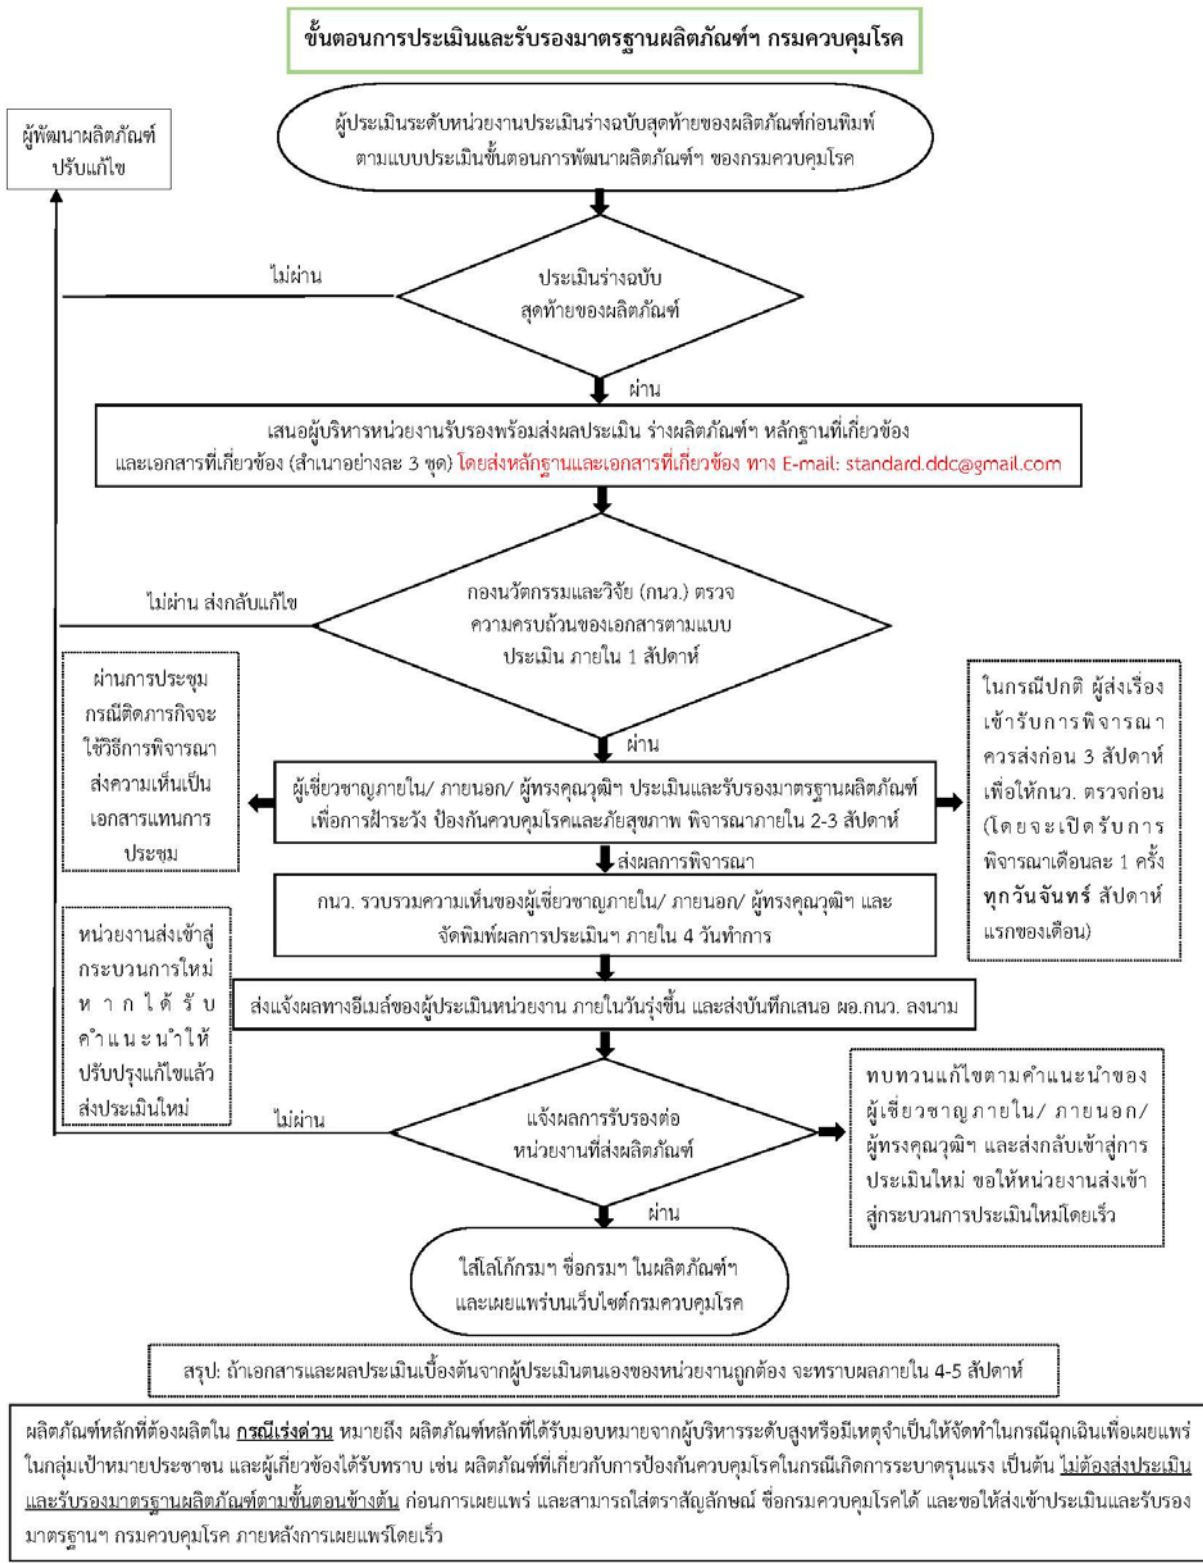 ขั้นตอนการประเมินและรับรองมาตรฐานผลิตภัณฑ์ฯ กรมควบคุมโรค
ผู้พัฒนาผลิตภัณฑ์
ปรับแก้ไข
ผู้ประเมินระดับหน่วยงานประเมินร่างฉบับสุดท้ายของผลิตภัณฑ์ก่อนพิมพ์
ตามแบบประเมินขั้นตอนการพัฒนาผลิตภัณฑ์ฯ ของกรมควบคุมโรค
ไม่ผ่าน
ประเมินร่างฉบับ
สุดท้ายของผลิตภัณฑ์
ผ่าน
เสนอผู้บริหารหน่วยงานรับรองพร้อมส่งผลประเมิน ร่างผลิตภัณฑ์ฯ หลักฐานที่เกี่ยวข้อง
และเอกสารที่เกี่ยวข้อง (สำเนาอย่างละ 3 ชุด) โดยส่งหลักฐานและเอกสารที่เกี่ยวข้อง ทาง E-mail: standard.ddc@gmail.com
ไม่ผ่าน ส่งกลับแก้ไข
กองนวัตกรรมและวิจัย (กนว.) ตรวจ
ความครบถ้วนของเอกสารตามแบบ
ประเมิน ภายใน 1 สัปดาห์
ผ่าน
ผ่านการประชุม
กรณีติดภารกิจจะ
ใช้วิธีการพิจารณา
ส่งความเห็นเป็น
เอกสารแทนการ
ประชุม
ผู้เชี่ยวชาญภายใน/ ภายนอก/ ผู้ทรงคุณวุฒิฯ ประเมินและรับรองมาตรฐานผลิตภัณฑ์
เพื่อการเฝ้าระวัง ป้องกันควบคุมโรคและภัยสุขภาพ พิจารณาภายใน 2-3 สัปดาห์
ในกรณีปกติ ผู้ส่งเรื่อง
เข้ารับการพิจารณา
ควรส่งก่อน 3 สัปดาห์
เพื่อให้กนว. ตรวจก่อน
(โดยจะเปิดรับการ
พิจารณาเดือนละ 1 ครั้ง
ทุกวันจันทร์ สัปดาห์
แรกของเดือน)
ส่งผลการพิจารณา
กนว. รวบรวมความเห็นของผู้เชี่ยวชาญภายใน/ ภายนอก/ ผู้ทรงคุณวุฒิฯ และ
จัดพิมพ์ผลการประเมินฯ ภายใน 4 วันทำการ
หน่วยงานส่งเข้าสู่
กระบวนการใหม่
หากได้รับ
คำแนะนำให้
ปรับปรุงแก้ไขแล้ว
ส่งประเมินใหม่
ส่งแจ้งผลทางอีเมล์ของผู้ประเมินหน่วยงาน ภายในวันรุ่งขึ้น และส่งบันทึกเสนอ ผอ.กนว. ลงนาม
ไม่ผ่าน
แจ้งผลการรับรองต่อ
หน่วยงานที่ส่งผลิตภัณฑ์
ทบทวนแก้ไขตามคำแนะนำของ
ผู้เชี่ยวชาญภายใน/ ภายนอก/
ผู้ทรงคุณวุฒิฯ และส่งกลับเข้าสู่การ
ประเมินใหม่ ขอให้หน่วยงานส่งเข้า
สู่กระบวนการประเมินใหม่โดยเร็ว
ผ่าน
ใส่โลโก้กรมฯ ชื่อกรมฯ ในผลิตภัณฑ์ฯ
และเผยแพร่บนเว็บไซต์กรมควบคุมโรค
สรุป: ถ้าเอกสารและผลประเมินเบื้องต้นจากผู้ประเมินตนเองของหน่วยงานถูกต้อง จะทราบผลภายใน 4-5 สัปดาห์
ผลิตภัณฑ์หลักที่ต้องผลิตใน กรณีเร่งด่วน หมายถึง ผลิตภัณฑ์หลักที่ได้รับมอบหมายจากผู้บริหารระดับสูงหรือมีเหตุจำเป็นให้จัดทำในกรณีฉุกเฉินเพื่อเผยแพร่
ในกลุ่มเป้าหมายประชาชน และผู้เกี่ยวข้องได้รับทราบ เช่น ผลิตภัณฑ์ที่เกี่ยวกับการป้องกันควบคุมโรคในกรณีเกิดการระบาดรุนแรง เป็นต้น ไม่ต้องส่งประเมิน
และรับรองมาตรฐานผลิตภัณฑ์ตามขั้นตอนข้างต้น ก่อนการเผยแพร่ และสามารถใส่ตราสัญลักษณ์ ชื่อกรมควบคุมโรคได้ และขอให้ส่งเข้าประเมินและรับรอง
มาตรฐานฯ กรมควบคุมโรค ภายหลังการเผยแพร่โดยเร็ว